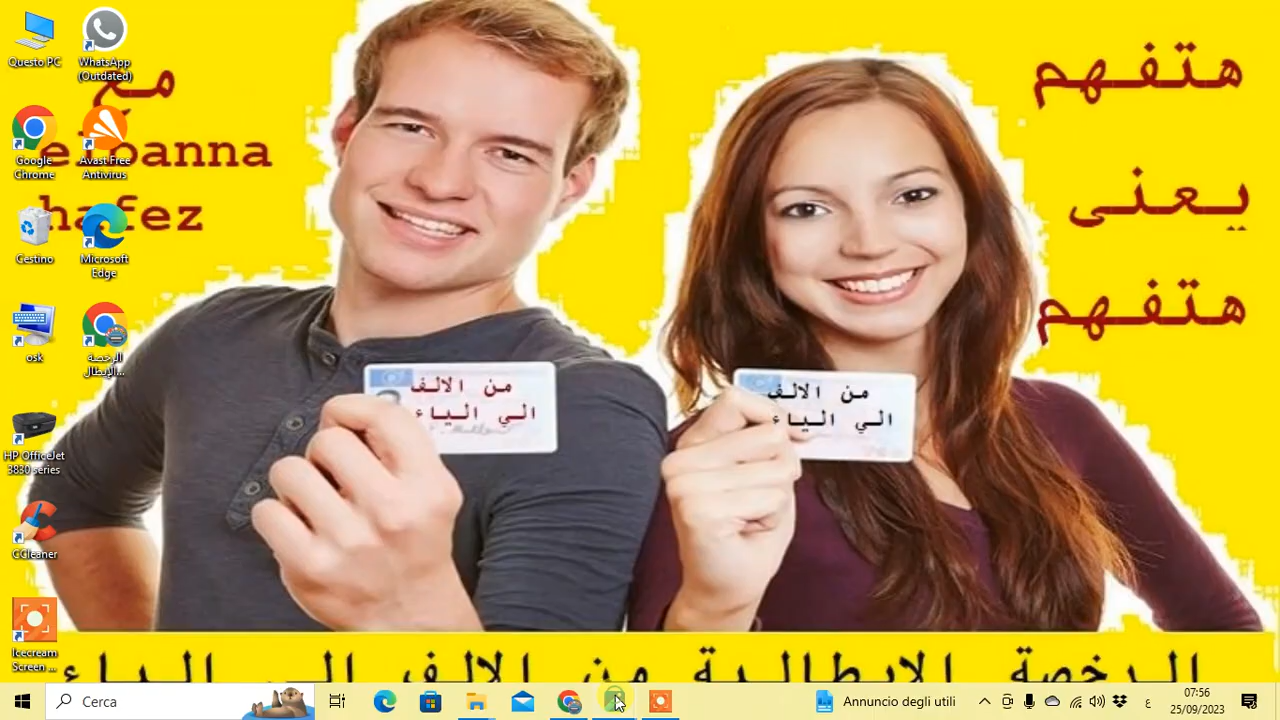 هتفهم
يعنى
هتفهم
مع
hafez
من الالف
الي الياء
من الالف
الي الياء
الرخصة الايطالية من الالف الي الياء
Questo PC
WhatsApp
(Outdated)
Google
Chrome
Avast Free
Antivirus
Cestino
Microsoft
Edge
osk
الرخصة
الإيطال...
HP OfficeJet
3830 series
CCleaner
Icecream
Screen ...
Cerca
Annuncio degli utili
ع
07:56
25/09/2023